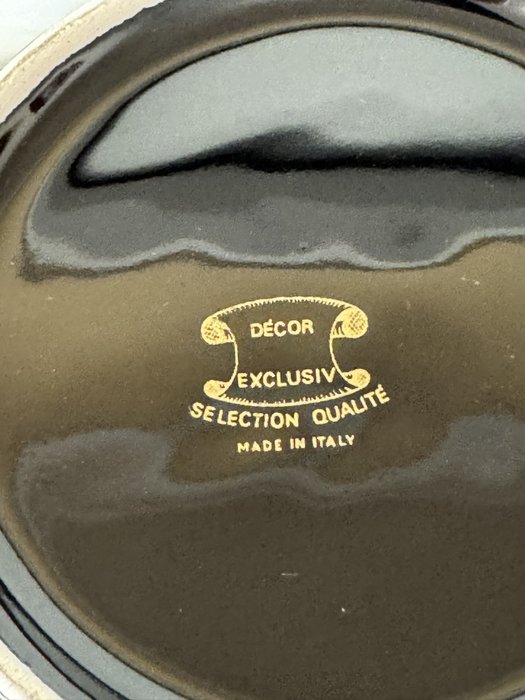 DÉCOR
EXCLUSIV
SELECTION QUALITÉ
MADE IN ITALY